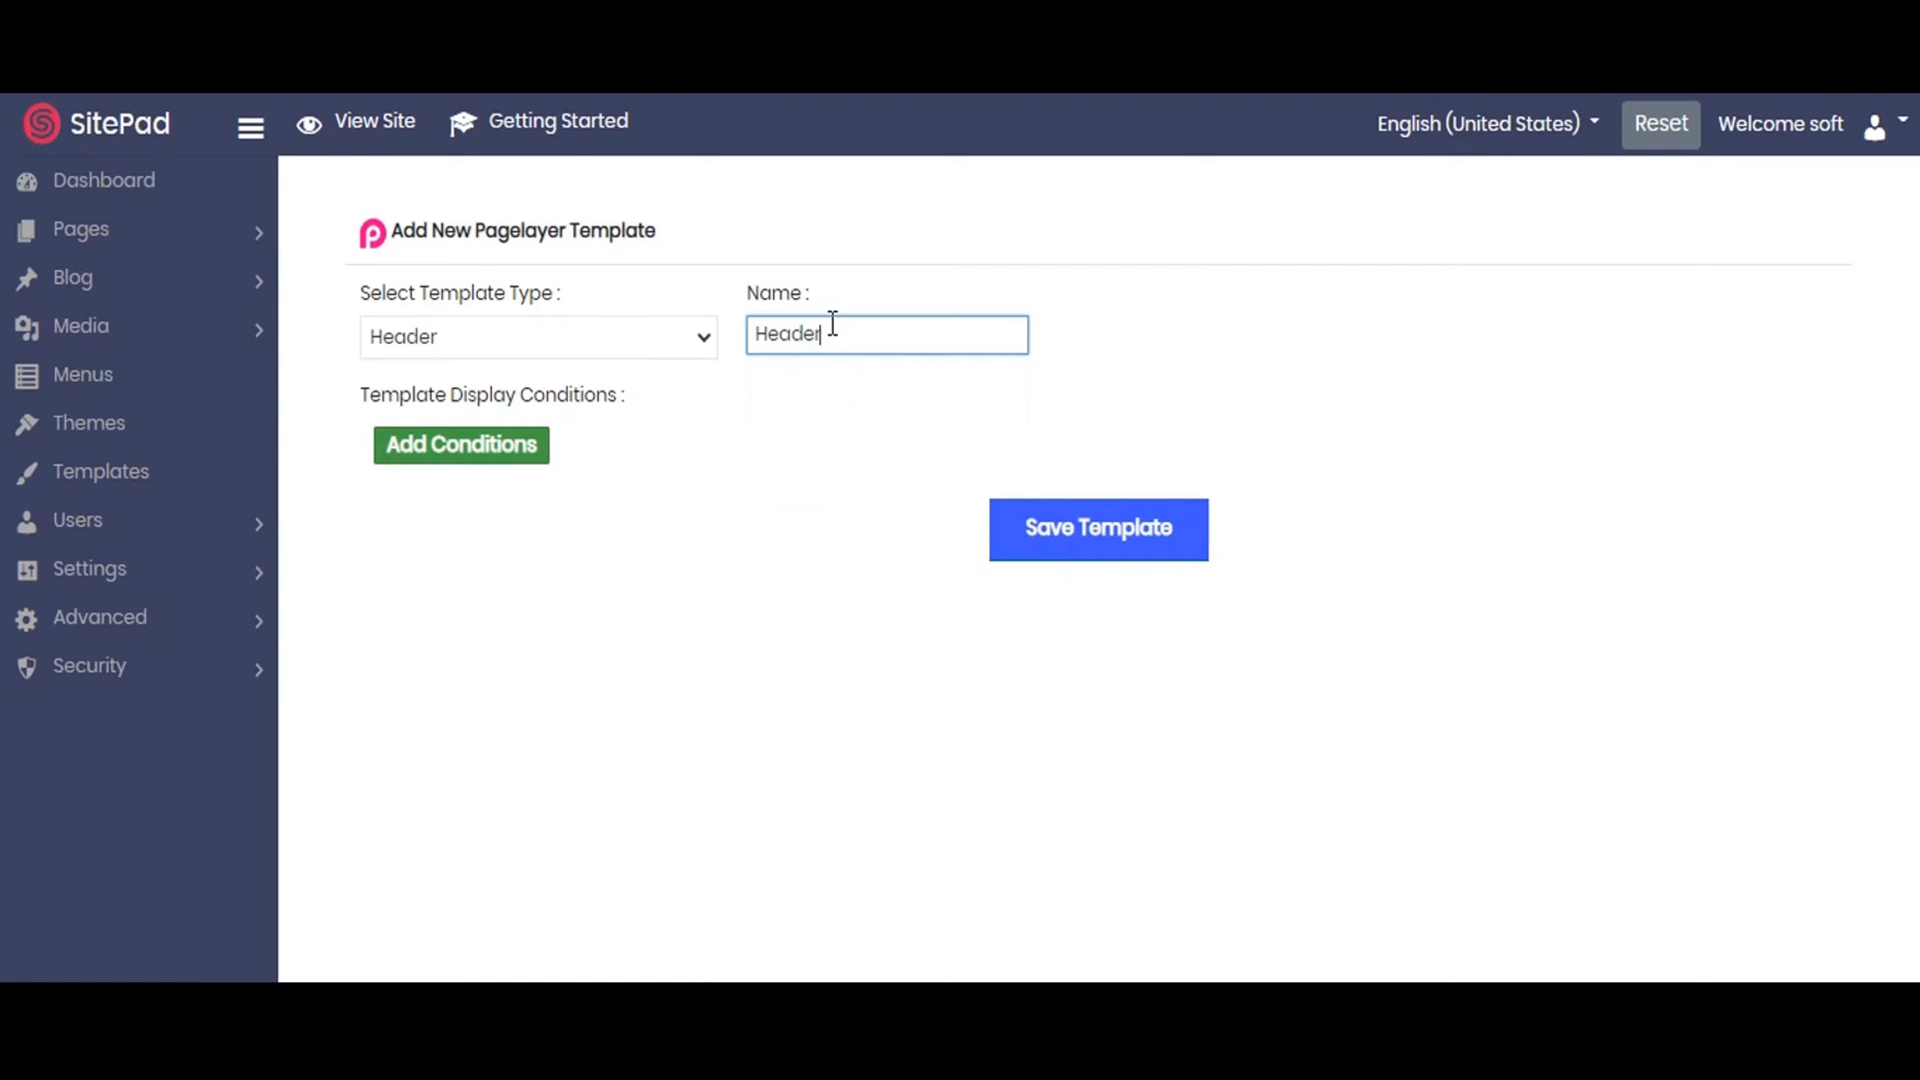 SitePad
View Site
Getting Started
English (United States)
Reset
Welcome soft
Dashboard
Pages
Blog
Media
Menus
Themes
Templates
Users
Settings
Advanced
Security
Add New Pagelayer Template
Select Template Type :
Name :
Header
Header
Template Display Conditions :
Add Conditions
Save Template